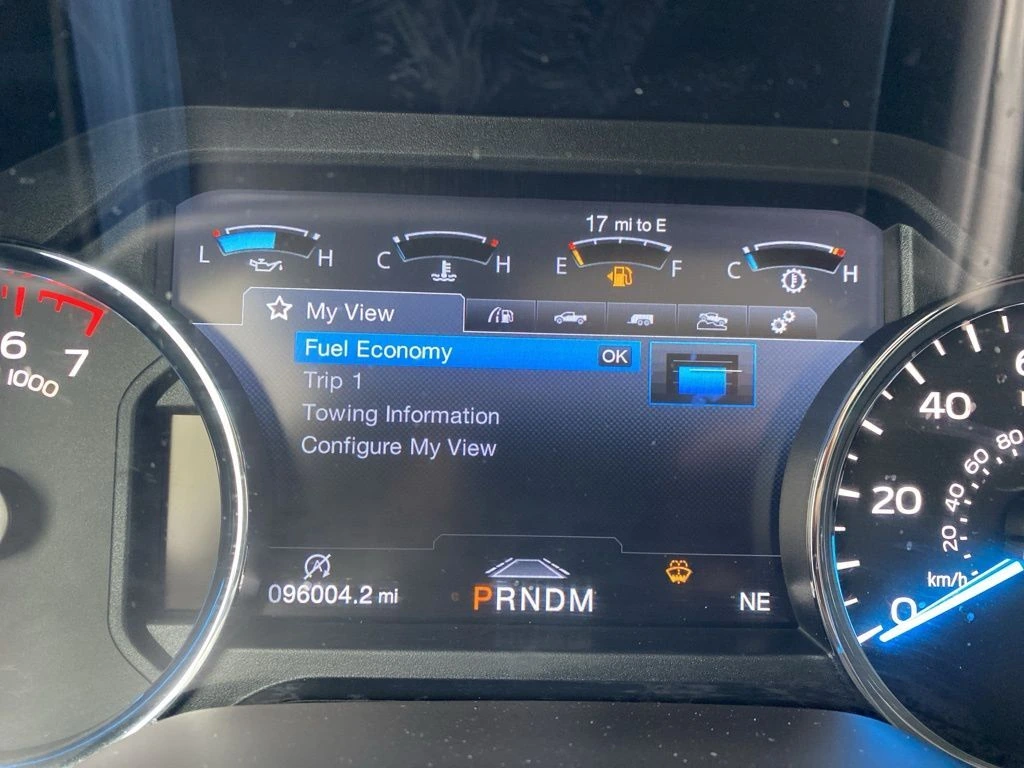 17 mi to E
L H C H E F C H
My View
Fuel Economy OK
Trip 1
Towing Information
Configure My View
096004.2 mi
PRNDM
NE
6
7
1000
40
20
0
80
60
40
20
km/h